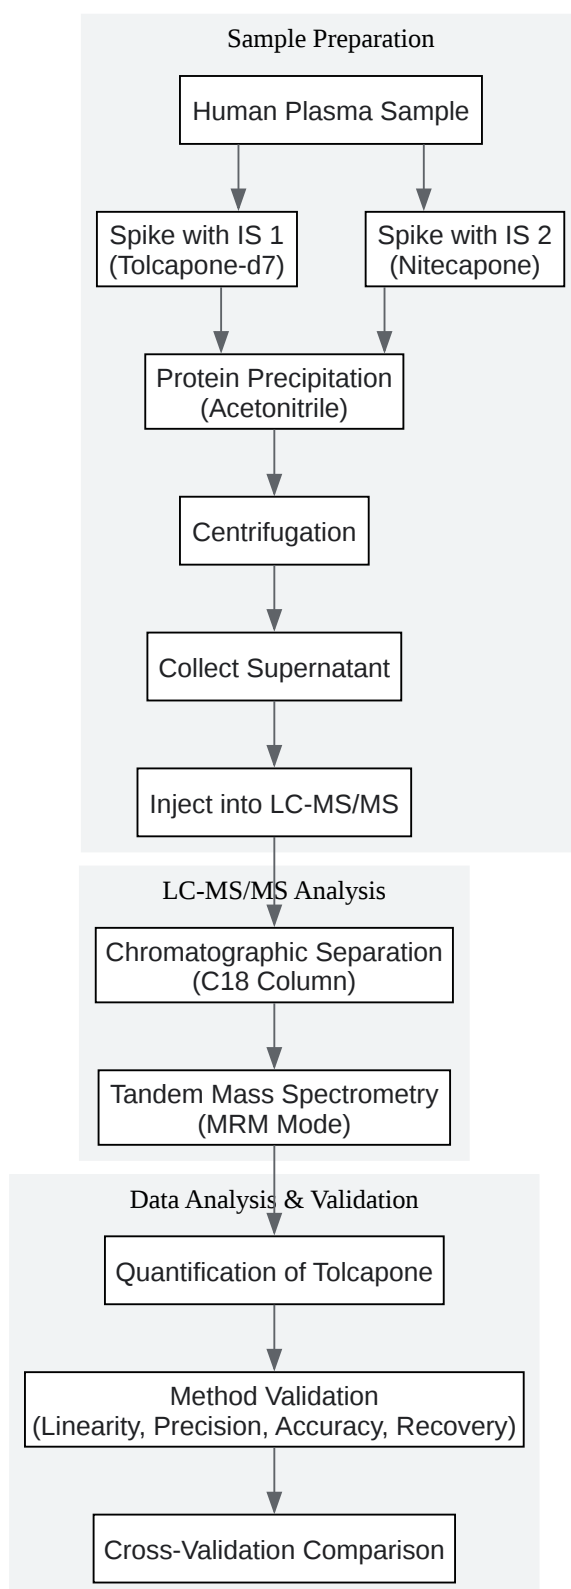 Sample Preparation
Human Plasma Sample
Spike with IS 1
(Tolcapone-d7)
Spike with IS 2
(Nitecapone)
Protein Precipitation
(Acetonitrile)
Centrifugation
Collect Supernatant
Inject into LC-MS/MS
LC-MS/MS Analysis
Chromatographic Separation
(C18 Column)
Tandem Mass Spectrometry
(MRM Mode)
Data Analysis & Validation
Quantification of Tolcapone
Method Validation
(Linearity, Precision, Accuracy, Recovery)
Cross-Validation Comparison